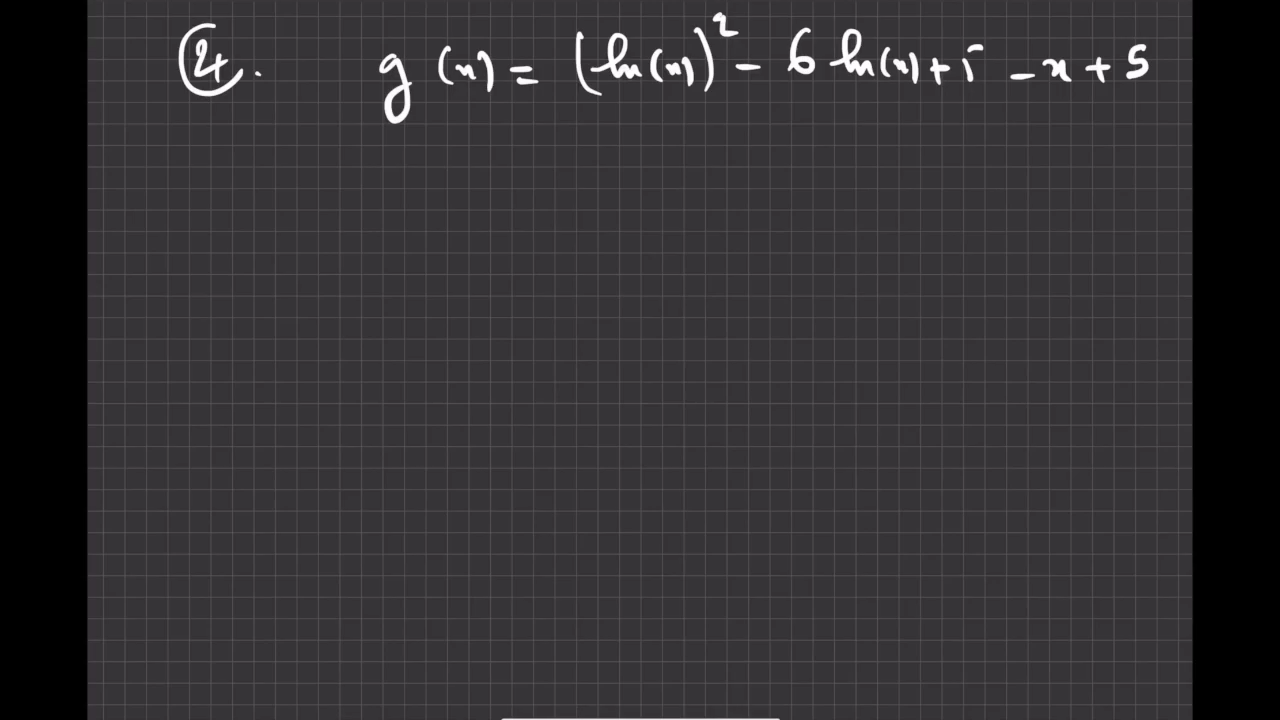 4. g(x) = (ln(x))² - 6 ln(x) + 5 - x + 5